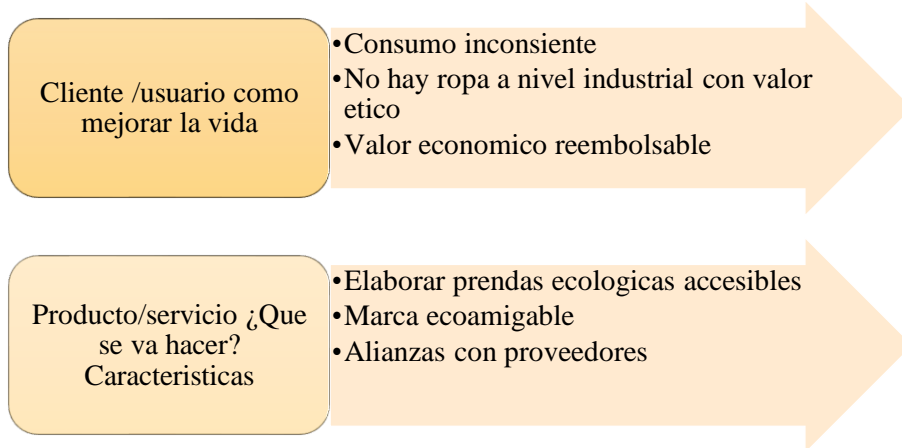 Cliente /usuario como
mejorar la vida
•Consumo inconsiente
•No hay ropa a nivel industrial con valor
etico
•Valor economico reembolsable
Producto/servicio ¿Que
se va hacer?
Caracteristicas
•Elaborar prendas ecologicas accesibles
•Marca ecoamigable
•Alianzas con proveedores